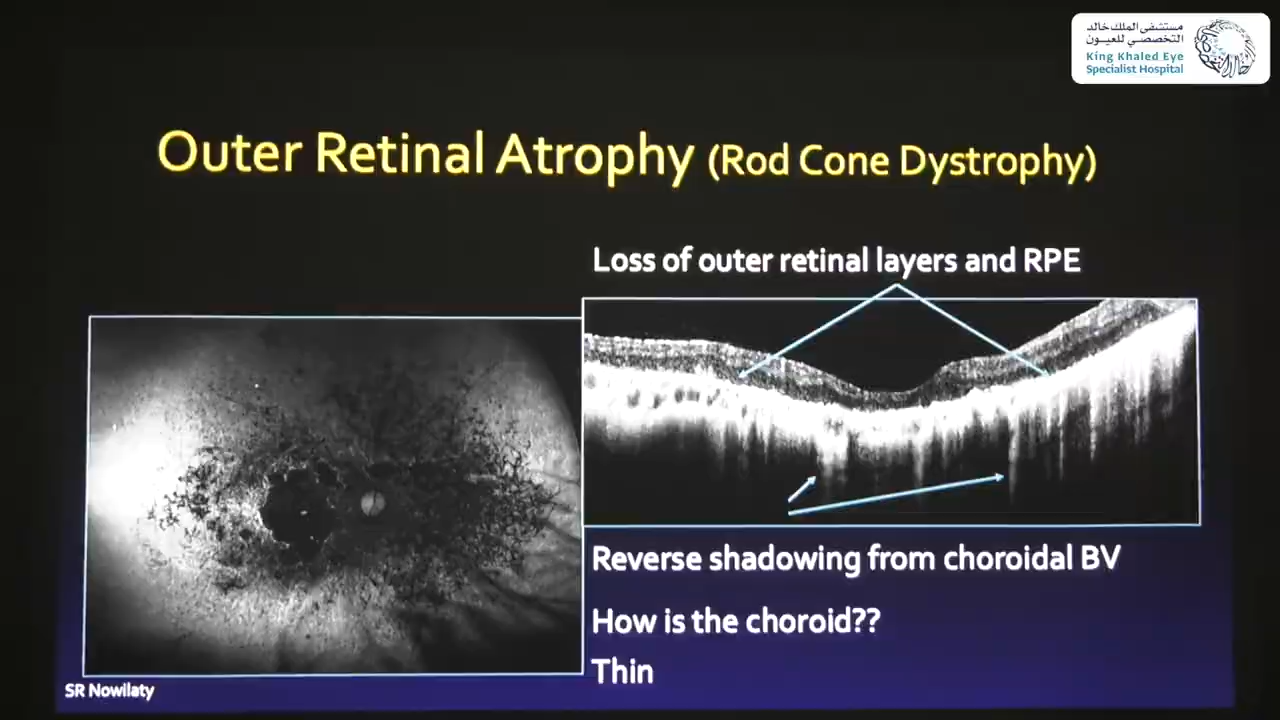 مستشفى الملك خالد
التخصصي للعيون
King Khaled Eye
Specialist Hospital
Outer Retinal Atrophy (Rod Cone Dystrophy)
Loss of outer retinal layers and RPE
Reverse shadowing from choroidal BV
How is the choroid??
Thin
SR Nowilaty